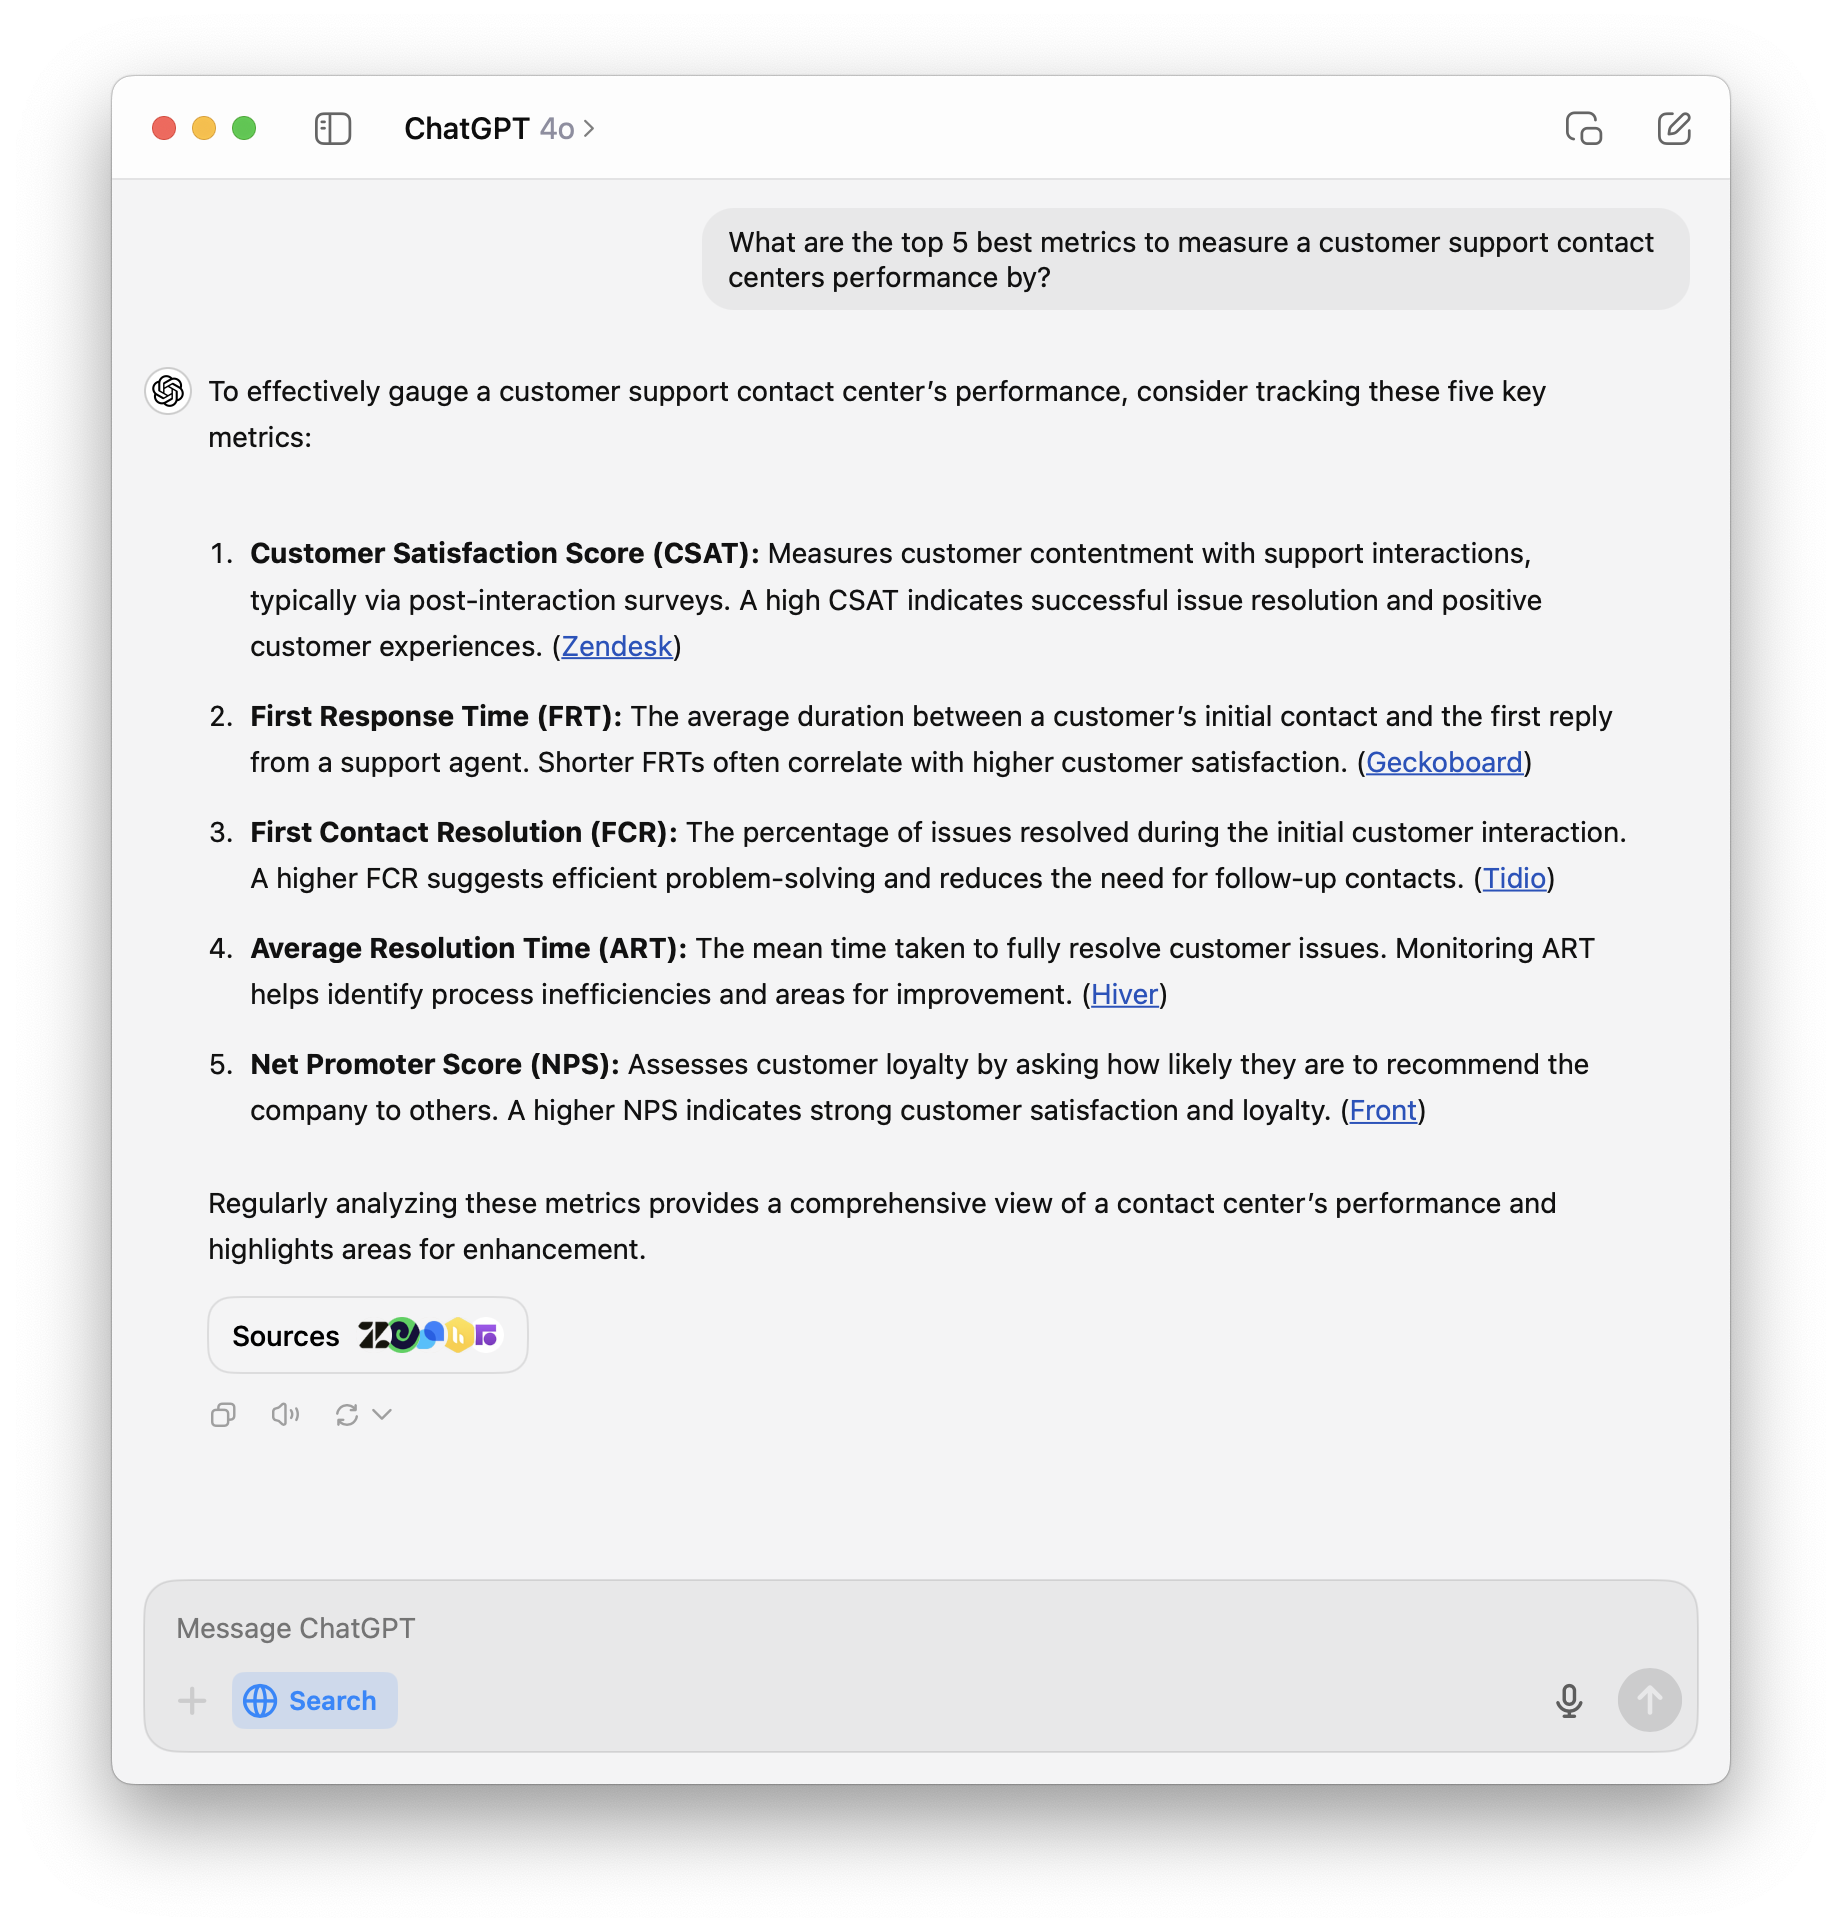 ChatGPT 4o
What are the top 5 best metrics to measure a customer support contact
centers performance by?
To effectively gauge a customer support contact center’s performance, consider tracking these five key
metrics:
1. Customer Satisfaction Score (CSAT): Measures customer contentment with support interactions,
typically via post-interaction surveys. A high CSAT indicates successful issue resolution and positive
customer experiences. (Zendesk)
2. First Response Time (FRT): The average duration between a customer’s initial contact and the first reply
from a support agent. Shorter FRTs often correlate with higher customer satisfaction. (Geckoboard)
3. First Contact Resolution (FCR): The percentage of issues resolved during the initial customer interaction.
A higher FCR suggests efficient problem-solving and reduces the need for follow-up contacts. (Tidio)
4. Average Resolution Time (ART): The mean time taken to fully resolve customer issues. Monitoring ART
helps identify process inefficiencies and areas for improvement. (Hiver)
5. Net Promoter Score (NPS): Assesses customer loyalty by asking how likely they are to recommend the
company to others. A higher NPS indicates strong customer satisfaction and loyalty. (Front)
Regularly analyzing these metrics provides a comprehensive view of a contact center’s performance and
highlights areas for enhancement.
Sources
Message ChatGPT
Search